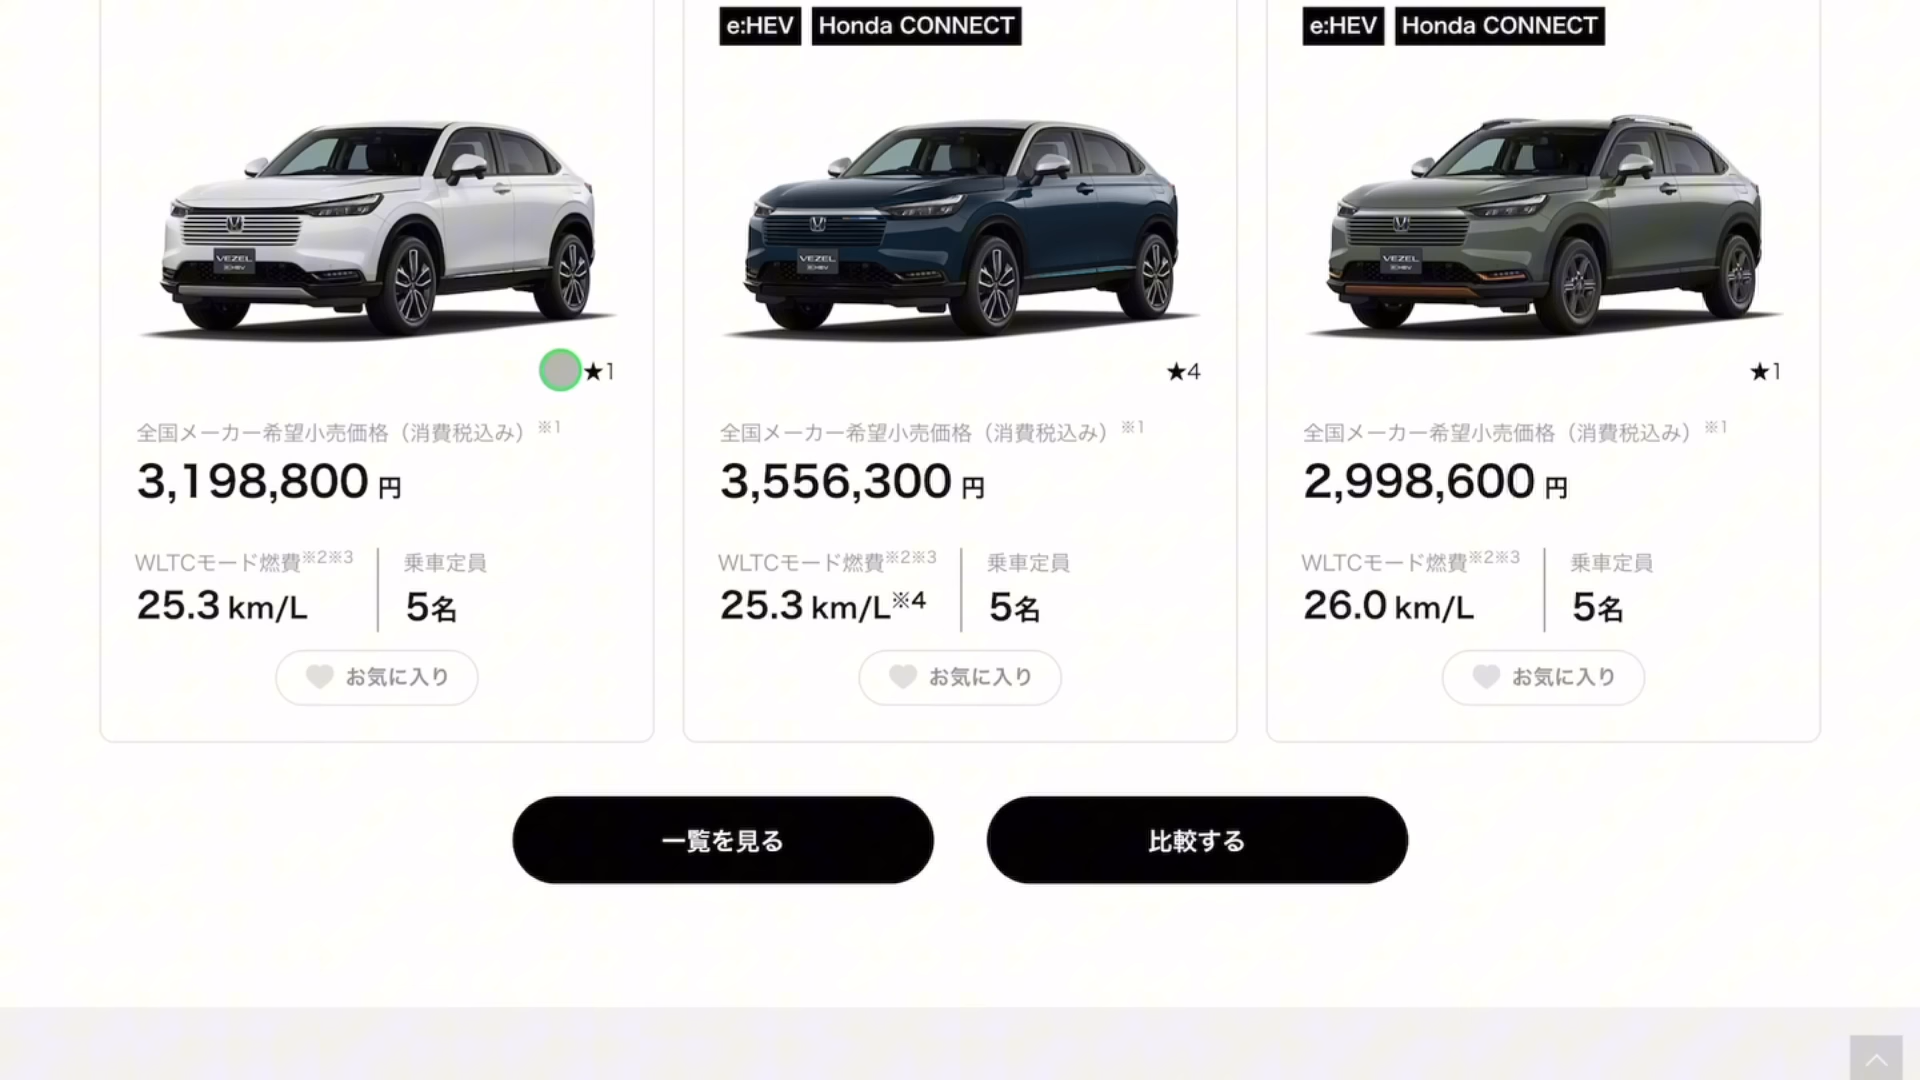 e:HEV Honda CONNECT
e:HEV Honda CONNECT
VEZEL
e:HEV
VEZEL
e:HEV
VEZEL
e:HEV
★1
★4
★1
全国メーカー希望小売価格（消費税込み）※1
3,198,800 円
全国メーカー希望小売価格（消費税込み）※1
3,556,300 円
全国メーカー希望小売価格（消費税込み）※1
2,998,600 円
WLTCモード燃費※2※3
25.3 km/L
乗車定員
5名
WLTCモード燃費※2※3
25.3 km/L※4
乗車定員
5名
WLTCモード燃費※2※3
26.0 km/L
乗車定員
5名
お気に入り
お気に入り
お気に入り
一覧を見る
比較する